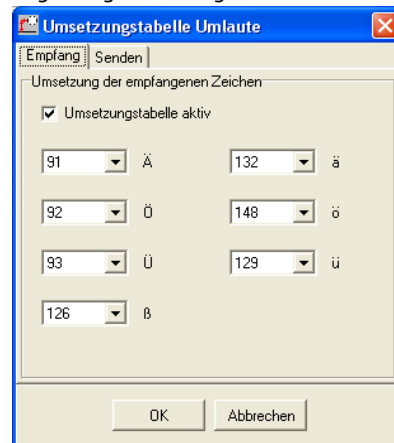 Umsetzungstabelle Umlaute
Empfang Senden
Umsetzung der empfangenen Zeichen
Umsetzungstabelle aktiv
91 Ä 132 ä
92 Ö 148 ö
93 Ü 129 ü
126 ß
OK Abbrechen